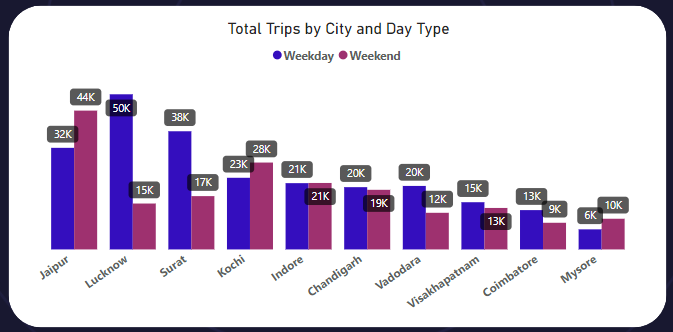 Total Trips by City and Day Type
Weekday Weekend
32K 44K 50K 15K 38K 17K 23K 28K 21K 21K 20K 19K 20K 12K 15K 13K 13K 9K 6K 10K
Jaipur Lucknow Surat Kochi Indore Chandigarh Vadodara Visakhapatnam Coimbatore Mysore